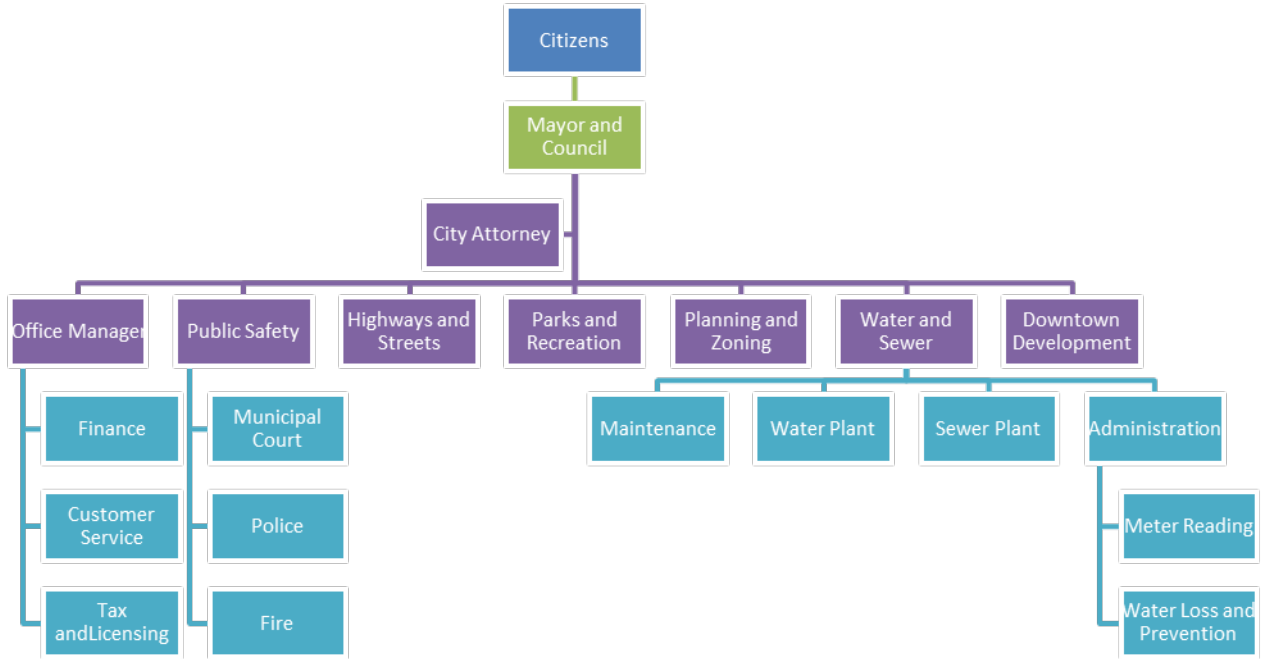 Citizens
Mayor and
Council
City Attorney
Office Manager
Public Safety
Highways and
Streets
Parks and
Recreation
Planning and
Zoning
Water and
Sewer
Downtown
Development
Finance
Municipal
Court
Maintenance
Water Plant
Sewer Plant
Administration
Customer
Service
Police
Meter Reading
Tax
andLicensing
Fire
Water Loss and
Prevention